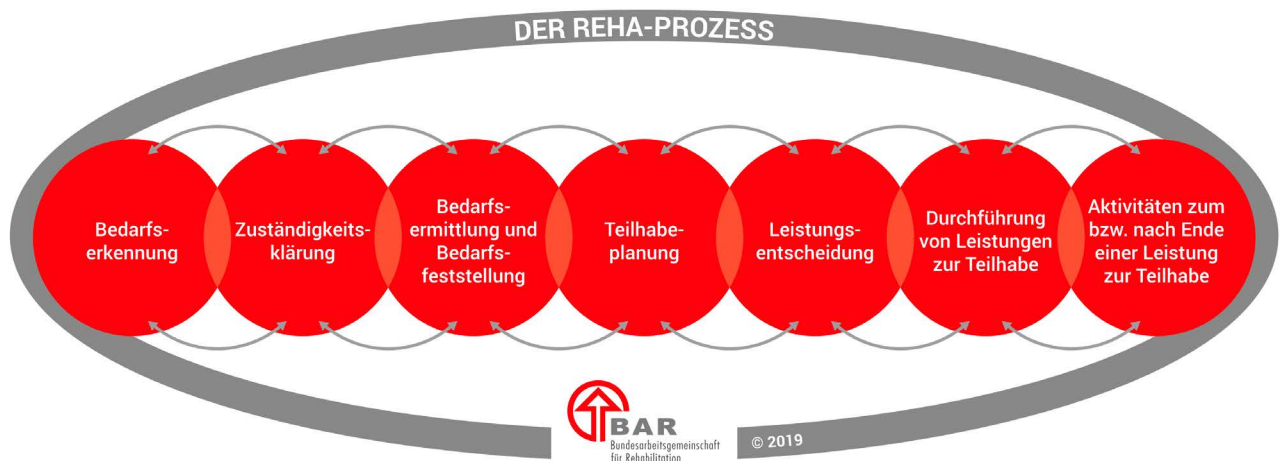 DER REHA-PROZESS
Bedarfs-
erkennung
Zuständigkeits-
klärung
Bedarfs-
ermittlung und
Bedarfs-
feststellung
Teilhabe-
planung
Leistungs-
entscheidung
Durchführung
von Leistungen
zur Teilhabe
Aktivitäten zum
bzw. nach Ende
einer Leistung
zur Teilhabe
BAR
Bundesarbeitsgemeinschaft
für Rehabilitation
© 2019